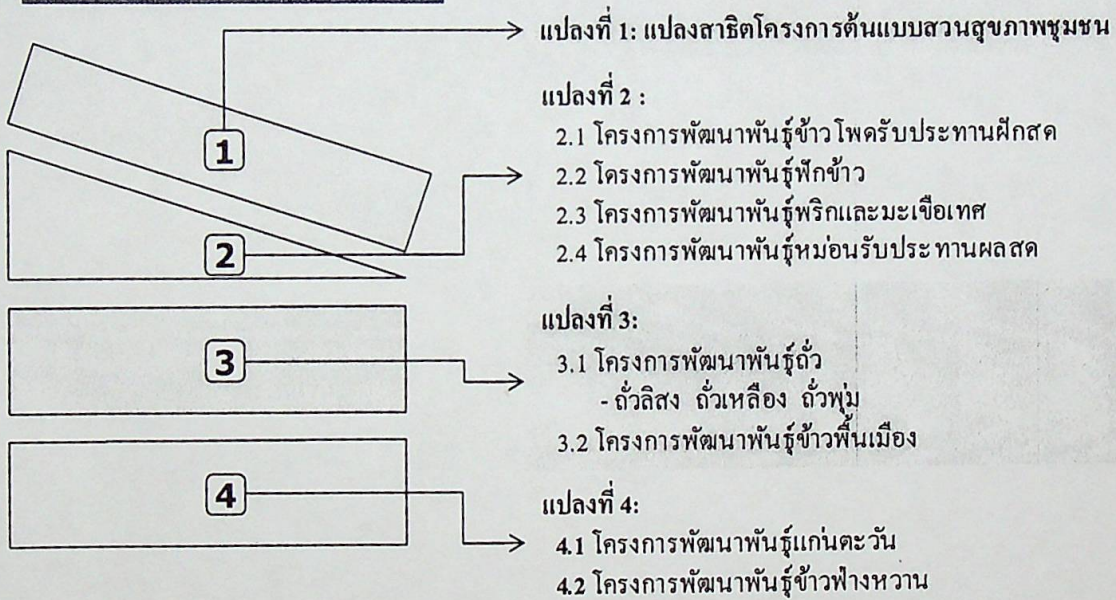 แปลงที่ 1: แปลงสาธิตโครงการต้นแบบสวนสุขภาพชุมชน
1
แปลงที่ 2 :
2.1 โครงการพัฒนาพันธุ์ข้าวโพดรับประทานฝักสด
2.2 โครงการพัฒนาพันธุ์ฟักข้าว
2.3 โครงการพัฒนาพันธุ์พริกและมะเขือเทศ
2.4 โครงการพัฒนาพันธุ์หม่อนรับประทานผลสด
2
แปลงที่ 3:
3.1 โครงการพัฒนาพันธุ์ถั่ว
- ถั่วลิสง ถั่วเหลือง ถั่วพุ่ม
3.2 โครงการพัฒนาพันธุ์ข้าวพื้นเมือง
3
แปลงที่ 4:
4.1 โครงการพัฒนาพันธุ์แก่นตะวัน
4.2 โครงการพัฒนาพันธุ์ข้าวฟ่างหวาน
4